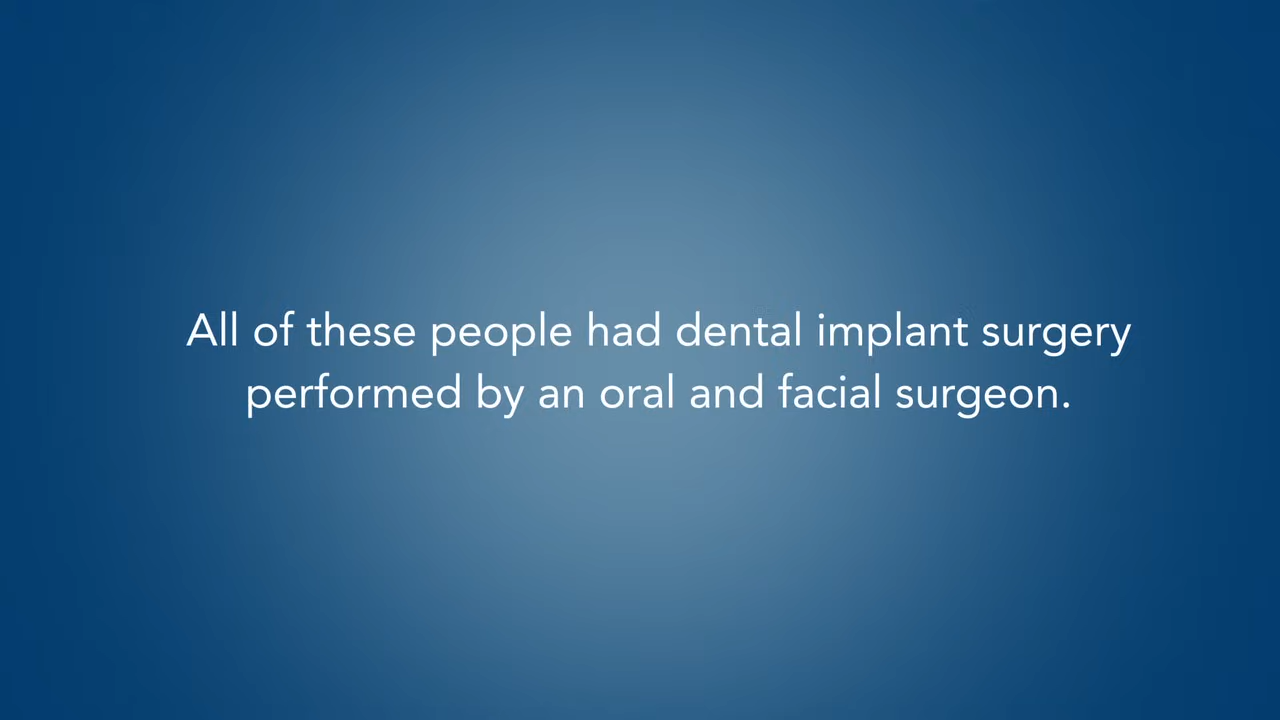 All of these people had dental implant surgery
performed by an oral and facial surgeon.